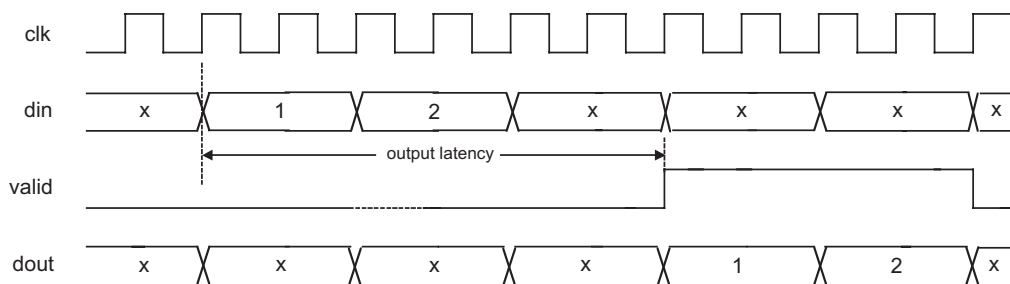 clk
din x 1 2 x x x x
output latency
valid
dout x x x x 1 2 x